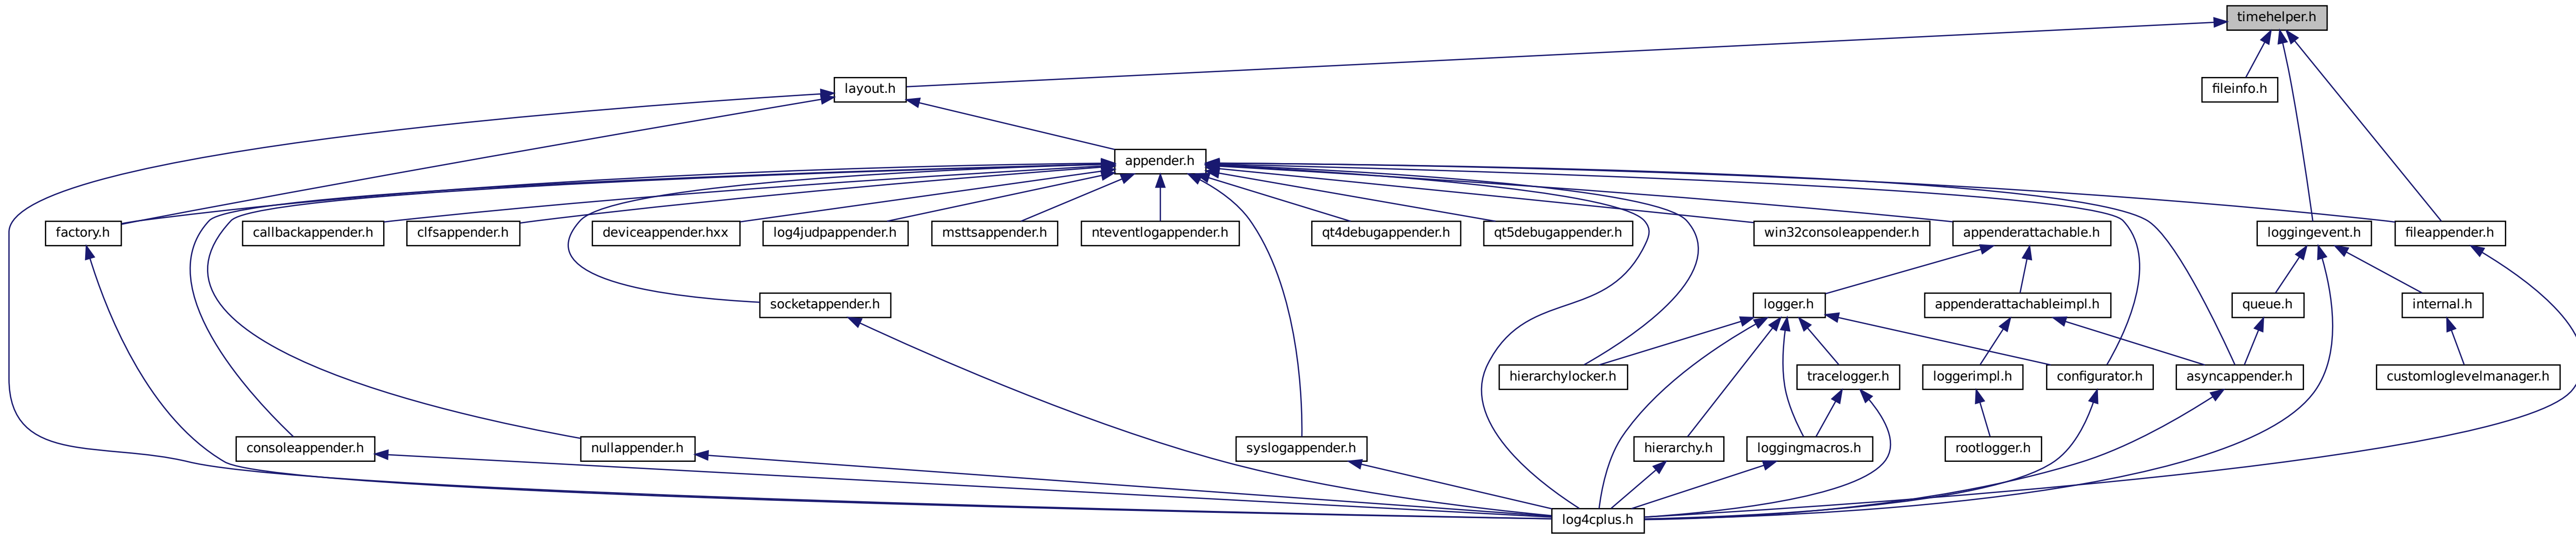 timehelper.h
layout.h
fileinfo.h
appender.h
factory.h
callbackappender.h
clfsappender.h
deviceappender.hxx
log4judpappender.h
msttsappender.h
nteventlogappender.h
qt4debugappender.h
qt5debugappender.h
win32consoleappender.h
appenderattachable.h
loggingevent.h
fileappender.h
socketappender.h
logger.h
appenderattachableimpl.h
queue.h
internal.h
hierarchylocker.h
tracelogger.h
loggerimpl.h
configurator.h
asyncappender.h
customloglevelmanager.h
consoleappender.h
nullappender.h
syslogappender.h
hierarchy.h
loggingmacros.h
rootlogger.h
log4cplus.h